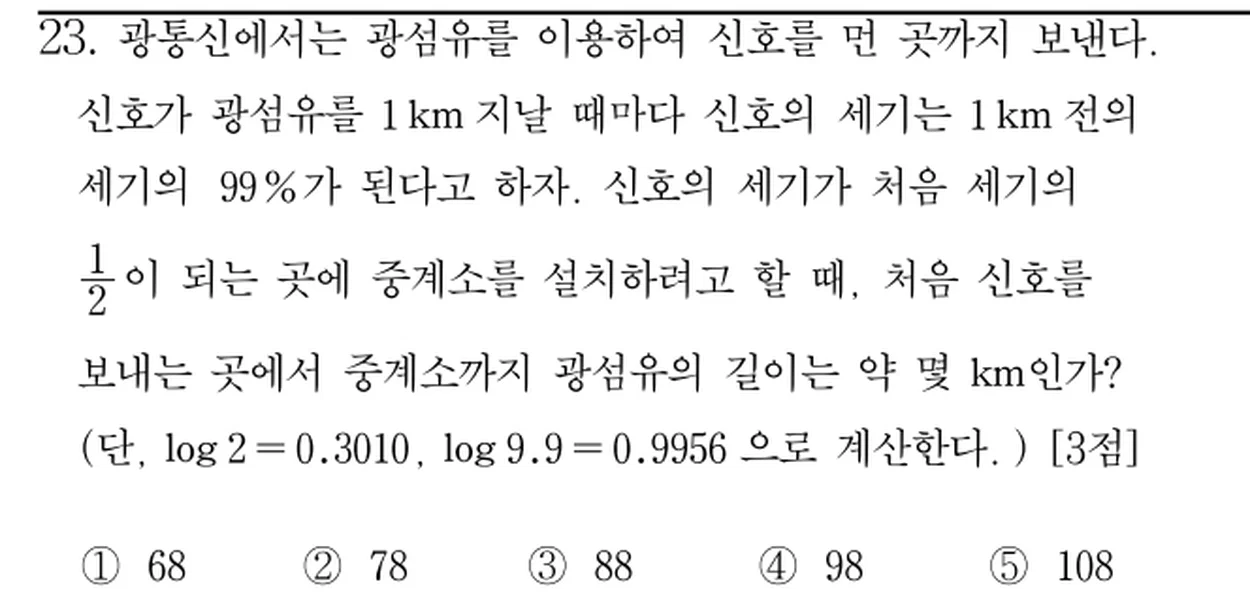 23. 광통신에서는 광섬유를 이용하여 신호를 먼 곳까지 보낸다.
신호가 광섬유를 1 km 지날 때마다 신호의 세기는 1 km 전의
세기의 99%가 된다고 하자. 신호의 세기가 처음 세기의
1/2이 되는 곳에 중계소를 설치하려고 할 때, 처음 신호를
보내는 곳에서 중계소까지 광섬유의 길이는 약 몇 km인가?
(단, log 2 = 0.3010, log 9.9 = 0.9956 으로 계산한다. ) [3점]
① 68 ② 78 ③ 88 ④ 98 ⑤ 108